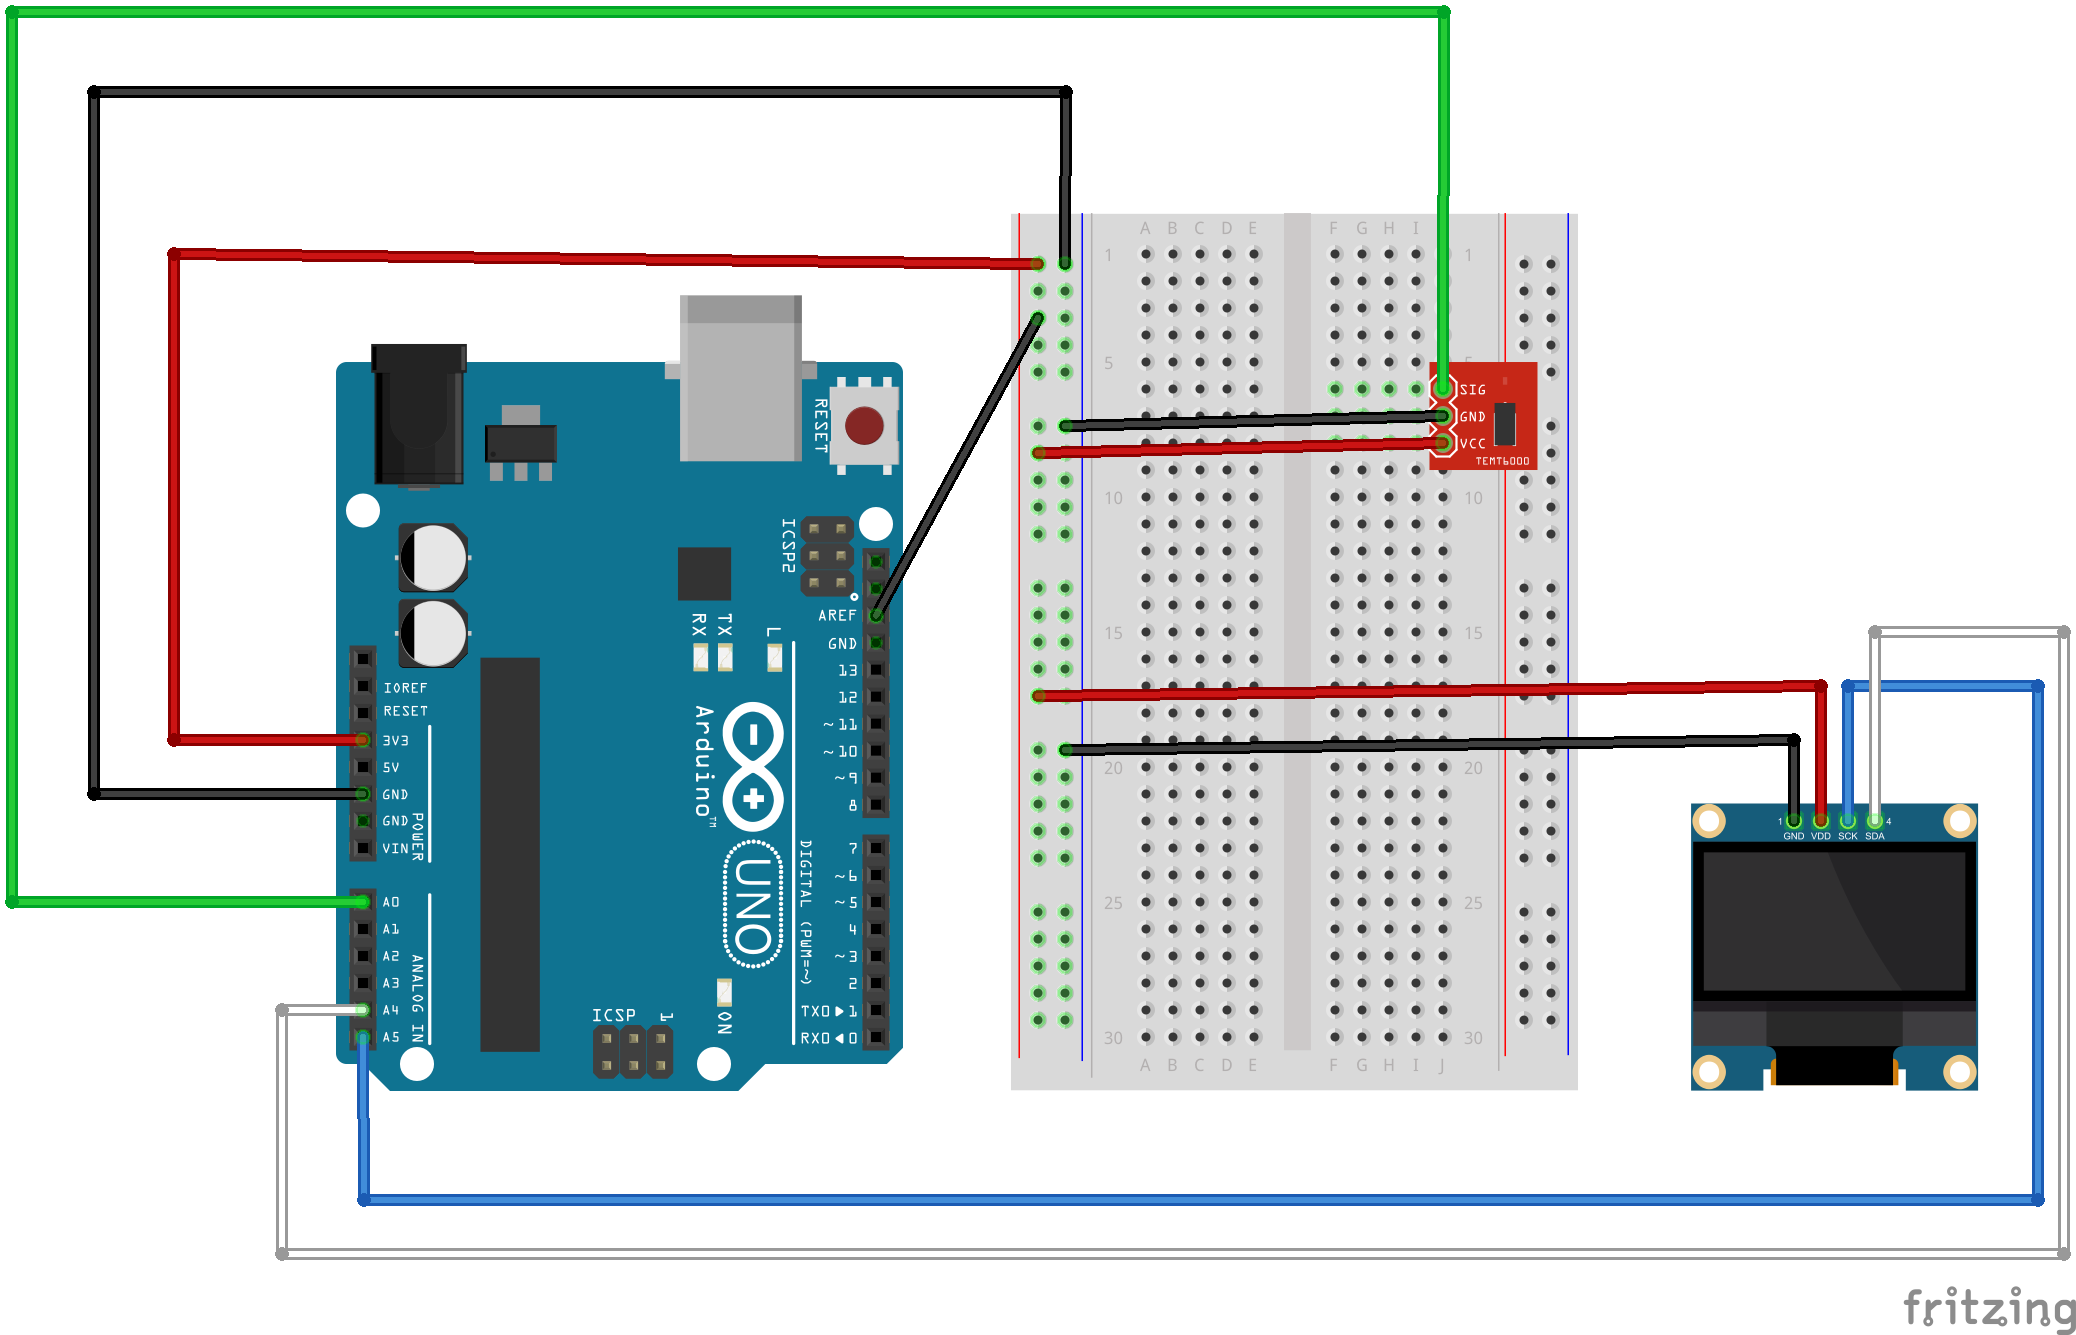 A B C D E F G H I
1 1
5 5
10 10
15 15
20 20
25 25
30 30
A B C D E F G H I J
SIG
GND
VCC
TEMT6000
RESET
ICSP2
AREF
GND
13
12
~11
~10
~9
8
7
~6
~5
4
~3
2
TX0▶1
RX0◀0
DIGITAL (PWM=~)
RX
TX
L
Arduino™
UNO
ON
ICSP
1
IOREF
RESET
3V3
5V
GND
GND
VIN
POWER
A0
A1
A2
A3
A4
A5
ANALOG IN
1 4
GND VDD SCK SDA
fritzing